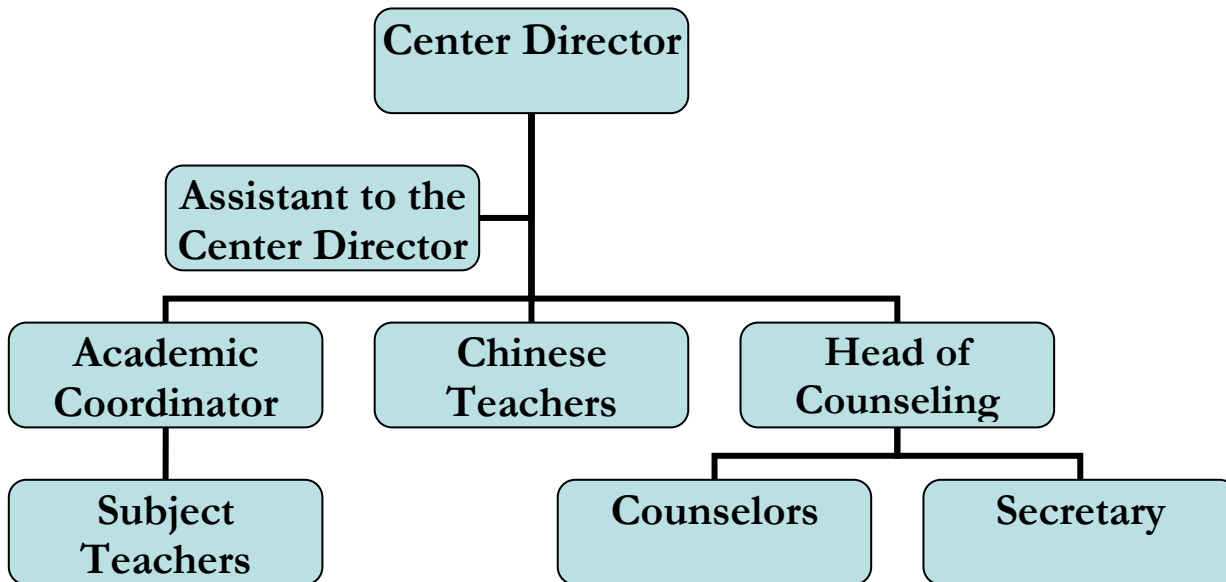 Center Director
Assistant to the
Center Director
Academic
Coordinator
Chinese
Teachers
Head of
Counseling
Subject
Teachers
Counselors
Secretary